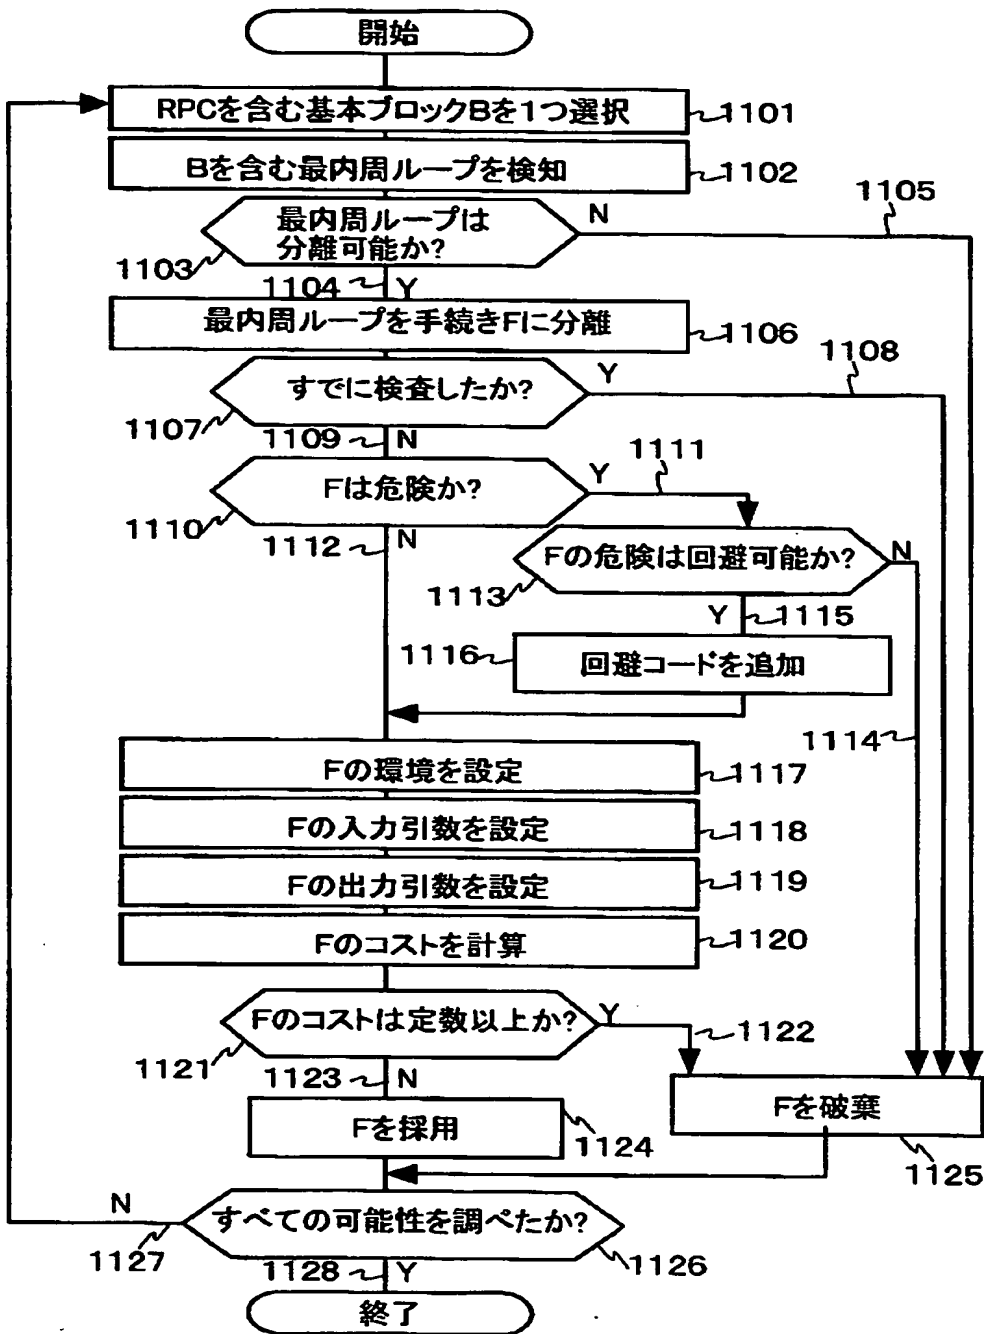 開始
RPCを含む基本ブロックBを1つ選択
1101
Bを含む最内周ループを検知
1102
最内周ループは
分離可能か?
N
1105
1103
1104
Y
最内周ループを手続きFに分離
1106
すでに検査したか?
Y
1108
1107
1109
N
Fは危険か?
Y
1111
1110
1112
N
Fの危険は回避可能か?
N
1113
Y
1115
1116
回避コードを追加
1114
Fの環境を設定
1117
Fの入力引数を設定
1118
Fの出力引数を設定
1119
Fのコストを計算
1120
Fのコストは定数以上か?
Y
1122
1121
1123
N
Fを採用
1124
Fを破棄
1125
すべての可能性を調べたか?
N
1127
1126
1128
Y
終了